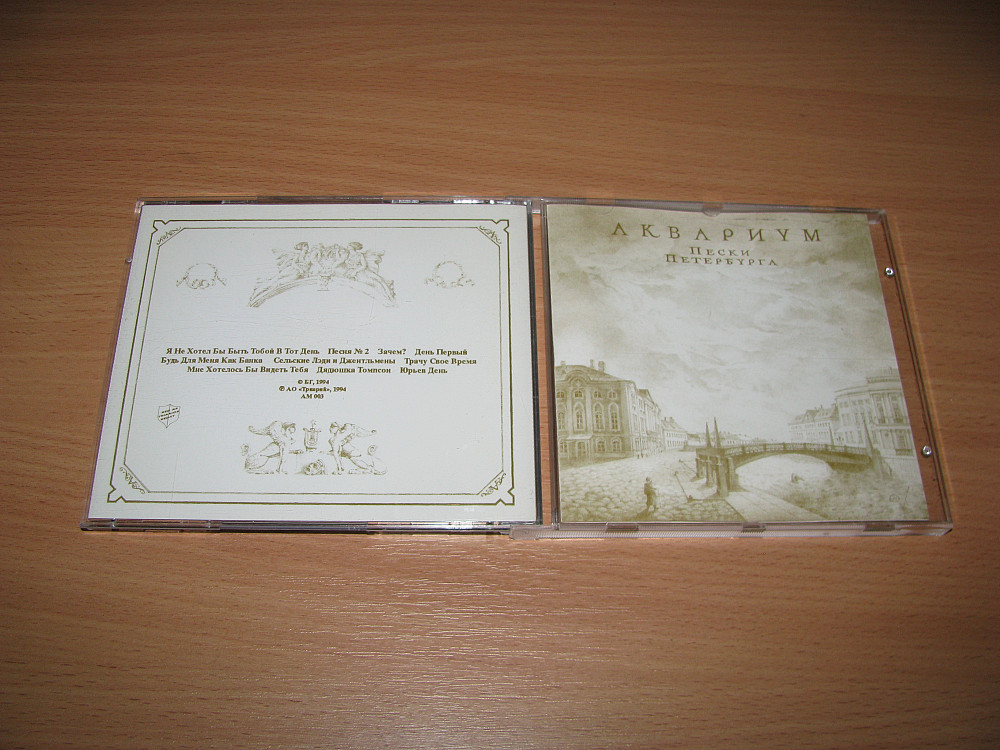 Я Не Хотел Бы Быть Тобой В Тот День Песня № 2 Зачем? День Первый
Будь Для Меня Как Банка Сельские Лэди и Джентльмены Трачу Свое Время
Мне Хотелось Бы Видеть Тебя Дядюшка Томпсон Юрьев День
© БГ, 1994
℗ АО «Триарий», 1994
АМ 003
АКВАРИУМ
ПЕСКИ
ПЕТЕРБУРГА